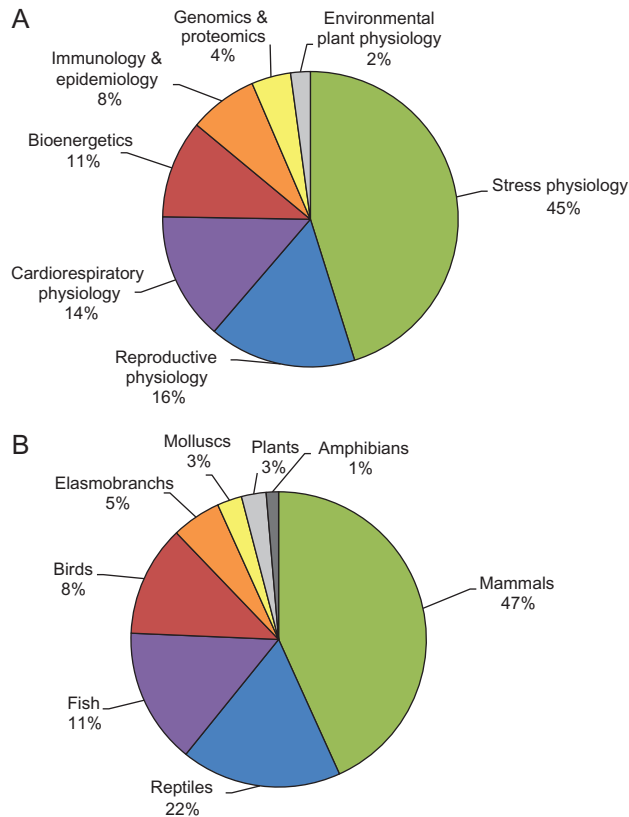 A
Genomics &
proteomics
4%
Environmental
plant physiology
2%
Immunology &
epidemiology
8%
Bioenergetics
11%
Stress physiology
45%
Cardiorespiratory
physiology
14%
Reproductive
physiology
16%
B
Molluscs
3%
Plants
3%
Amphibians
1%
Elasmobranchs
5%
Birds
8%
Mammals
47%
Fish
11%
Reptiles
22%